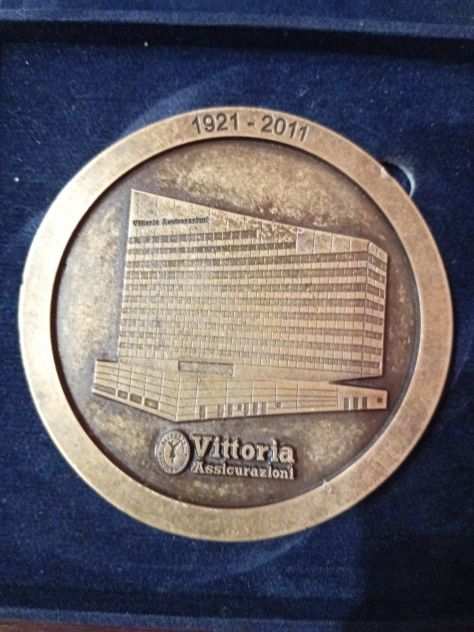 1921 - 2011
Vittoria Assicurazioni
Vittoria
Assicurazioni